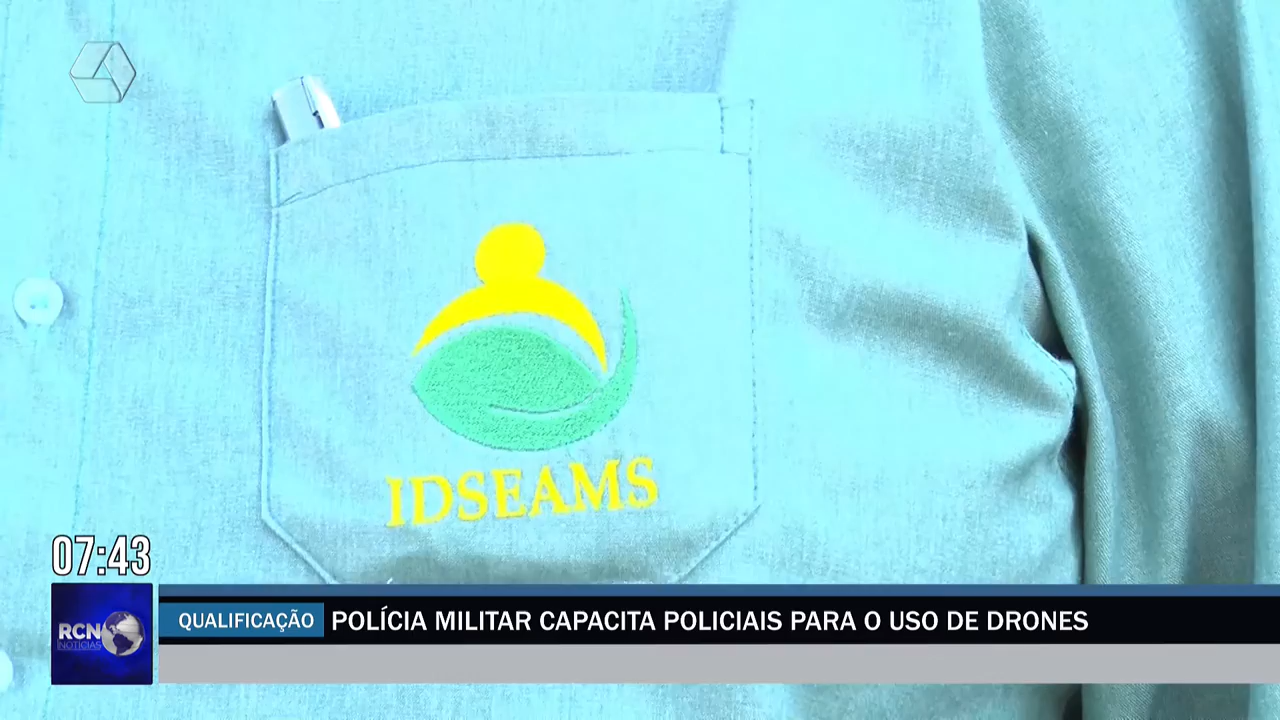 IDSEAMS
07:43
RCN
NOTÍCIAS
QUALIFICAÇÃO
POLÍCIA MILITAR CAPACITA POLICIAIS PARA O USO DE DRONES